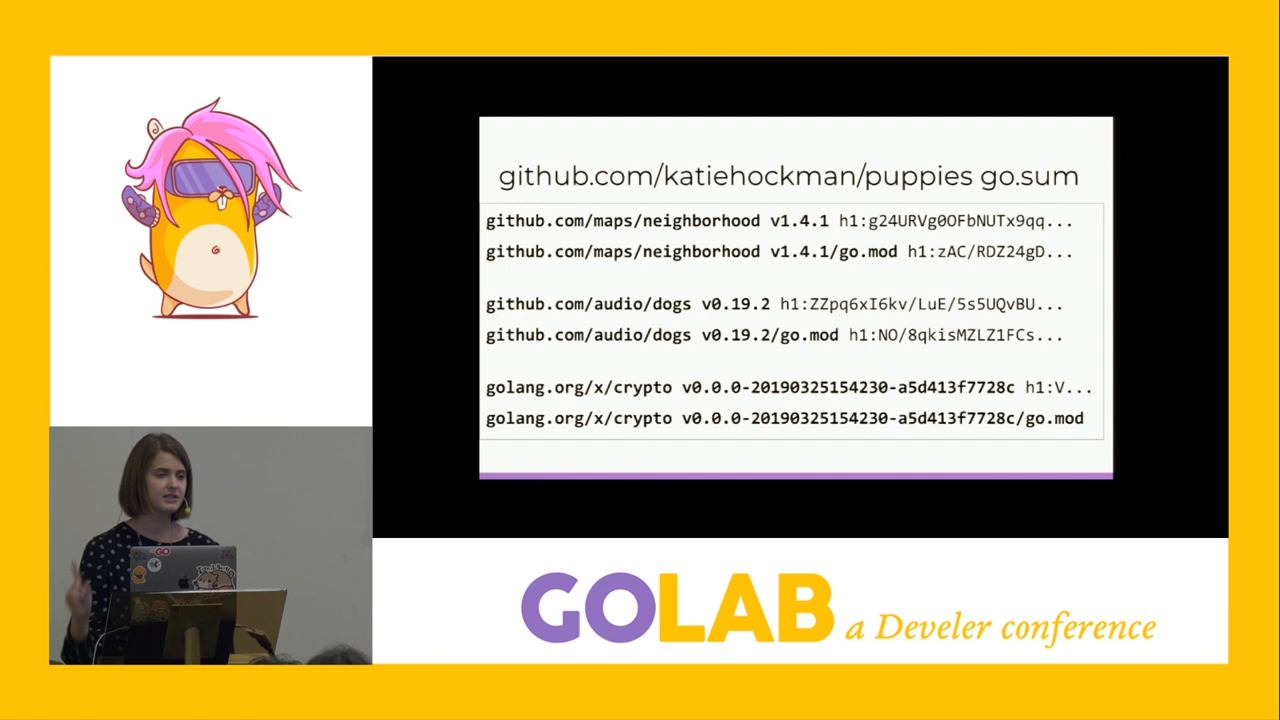 github.com/katiehockman/puppies go.sum
github.com/maps/neighborhood v1.4.1 h1:g24URVg0OFbNUTx9qq...
github.com/maps/neighborhood v1.4.1/go.mod h1:zAC/RDZ24gD...
github.com/audio/dogs v0.19.2 h1:ZZpq6xI6kv/LuE/5s5UQvBU...
github.com/audio/dogs v0.19.2/go.mod h1:NO/8qkisMZLZ1FCs...
golang.org/x/crypto v0.0.0-20190325154230-a5d413f7728c h1:V...
golang.org/x/crypto v0.0.0-20190325154230-a5d413f7728c/go.mod
GO
GOLAB a Develer conference